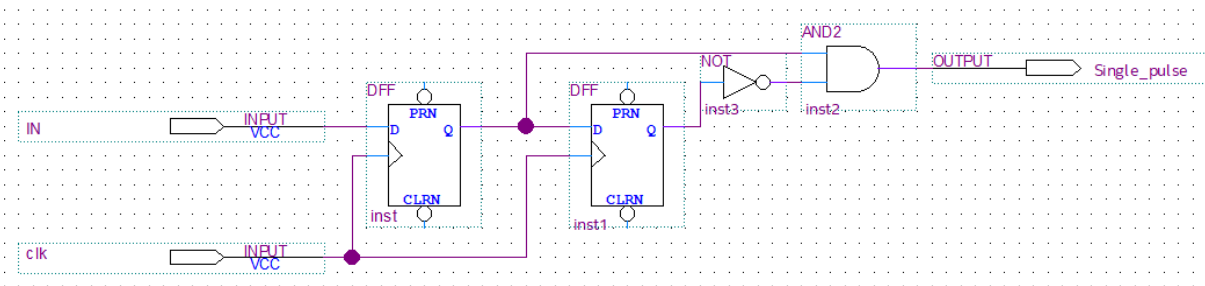 AND2
NOT
OUTPUT
Single_pulse
DFF
DFF
inst3
inst2
PRN
PRN
IN
INPUT
VCC
D
Q
D
Q
CLRN
CLRN
inst
inst1
clk
INPUT
VCC